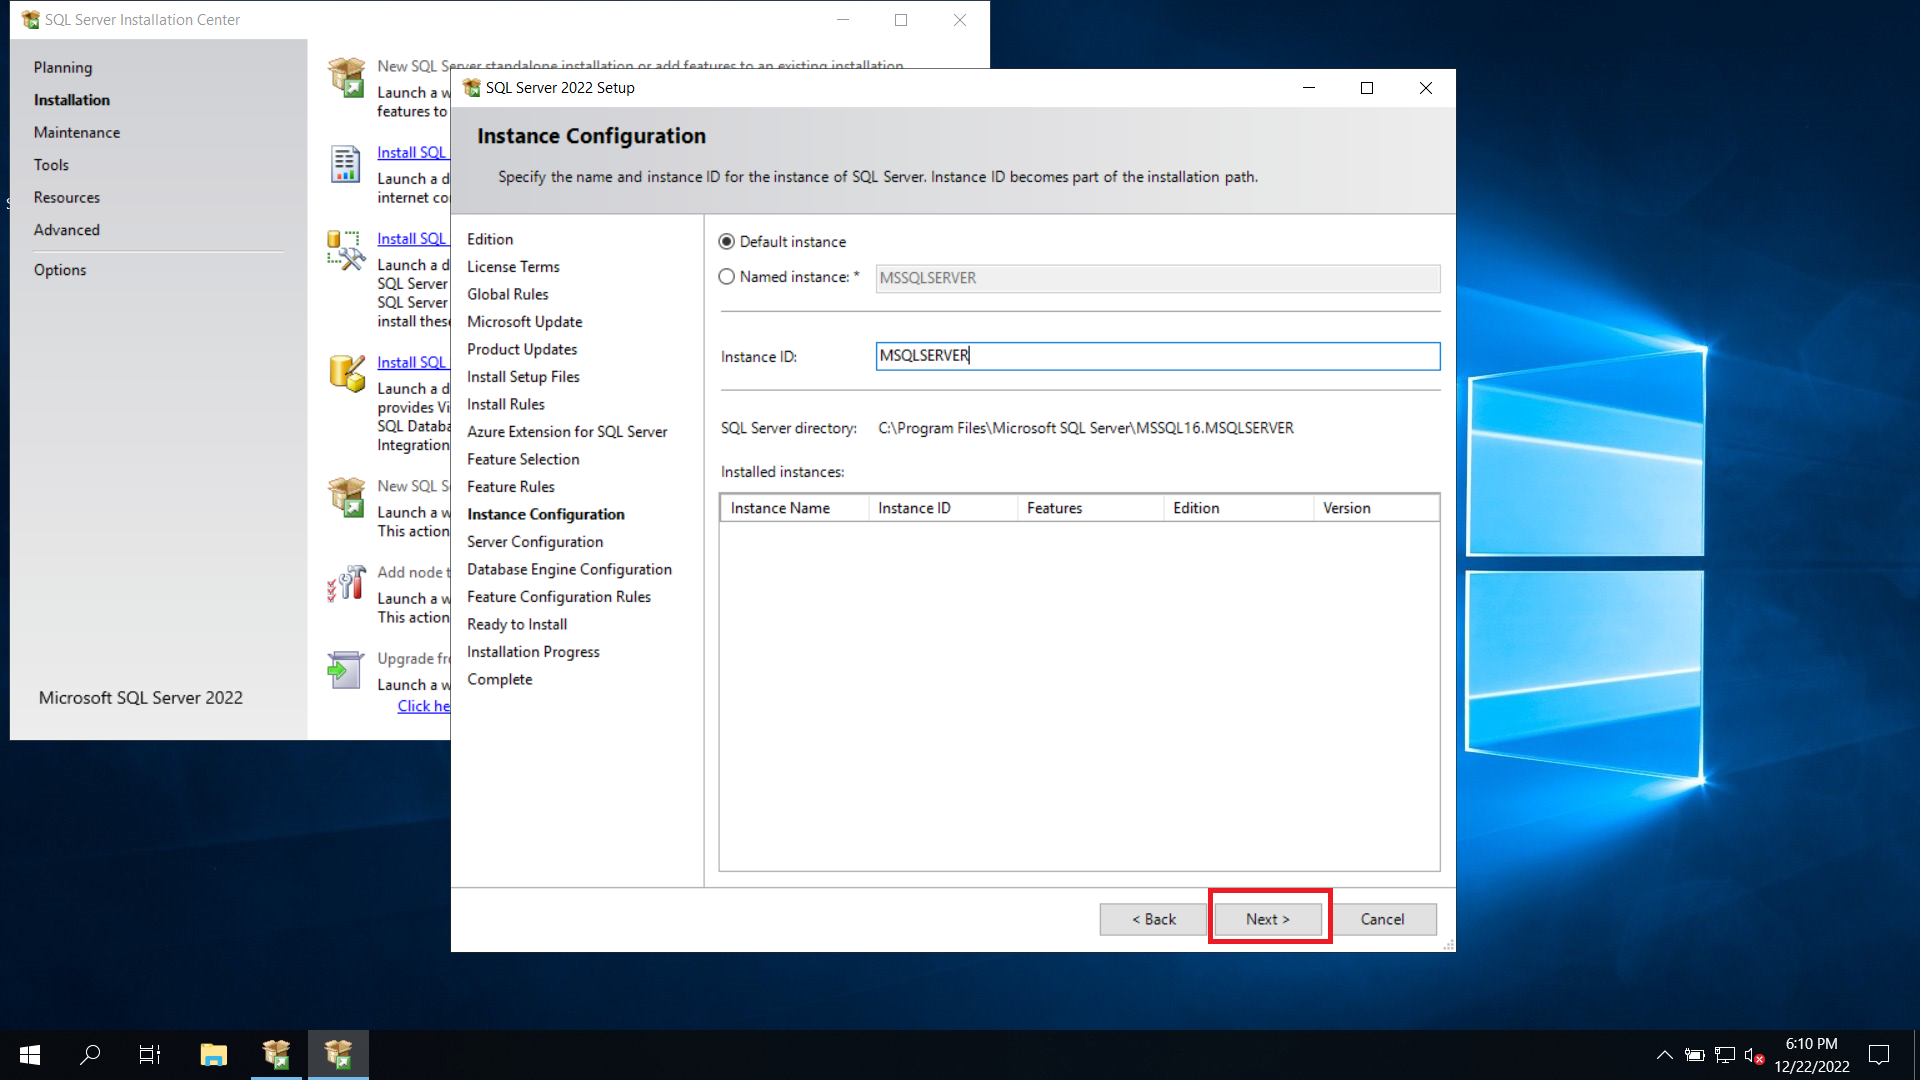 SQL Server Installation Center
Planning
Installation
Maintenance
Tools
Resources
Advanced
Options
Microsoft SQL Server 2022
New SQL Server standalone installation or add features to an existing installation
Launch a w
features to
Install SQL
Launch a d
internet co
Install SQL
Launch a d
SQL Server
SQL Server
install these
Install SQL
Launch a d
provides Vi
SQL Databa
Integration
New SQL S
Launch a w
This action
Add node t
Launch a w
This action
Upgrade fr
Launch a w
Click he
SQL Server 2022 Setup
Instance Configuration
Specify the name and instance ID for the instance of SQL Server. Instance ID becomes part of the installation path.
Edition
License Terms
Global Rules
Microsoft Update
Product Updates
Install Setup Files
Install Rules
Azure Extension for SQL Server
Feature Selection
Feature Rules
Instance Configuration
Server Configuration
Database Engine Configuration
Feature Configuration Rules
Ready to Install
Installation Progress
Complete
Default instance
Named instance: * MSSQLSERVER
Instance ID: MSQLSERVER
SQL Server directory: C:\Program Files\Microsoft SQL Server\MSSQL16.MSQLSERVER
Installed instances:
Instance Name Instance ID Features Edition Version
< Back Next > Cancel
6:10 PM
12/22/2022